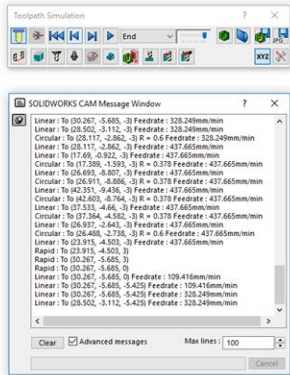 Toolpath Simulation ? X
End
XYZ
SOLIDWORKS CAM Message Window ? X
Linear : To (30.267, -5.685, -3) Feedrate : 328.249mm/min
Linear : To (28.502, -3.112, -3) Feedrate : 328.249mm/min
Circular : To (28.117, -2.862, -3) R = 0.6 Feedrate : 328.249mm/min
Linear : To (28.117, -2.862, -3) Feedrate : 437.665mm/min
Linear : To (17.69, -0.922, -3) Feedrate : 437.665mm/min
Circular : To (17.389, -1.593, -3) R = 0.378 Feedrate : 437.665mm/min
Linear : To (26.693, -8.807, -3) Feedrate : 437.665mm/min
Circular : To (26.911, -8.886, -3) R = 0.378 Feedrate : 437.665mm/min
Linear : To (42.351, -9.436, -3) Feedrate : 437.665mm/min
Circular : To (42.603, -8.764, -3) R = 0.378 Feedrate : 437.665mm/min
Linear : To (37.533, -4.66, -3) Feedrate : 437.665mm/min
Circular : To (37.364, -4.582, -3) R = 0.378 Feedrate : 437.665mm/min
Linear : To (26.937, -2.643, -3) Feedrate : 437.665mm/min
Circular : To (26.488, -2.738, -3) R = 0.6 Feedrate : 437.665mm/min
Linear : To (23.915, -4.503, -3) Feedrate : 437.665mm/min
Rapid : To (23.915, -4.503, 3)
Rapid : To (30.267, -5.685, 3)
Rapid : To (30.267, -5.685, 0)
Linear : To (30.267, -5.685, 0) Feedrate : 109.416mm/min
Linear : To (30.267, -5.685, -5.425) Feedrate : 109.416mm/min
Linear : To (30.267, -5.685, -5.425) Feedrate : 328.249mm/min
Linear : To (28.502, -3.112, -5.425) Feedrate : 328.249mm/min
Clear Advanced messages Max lines : 100
Cancel